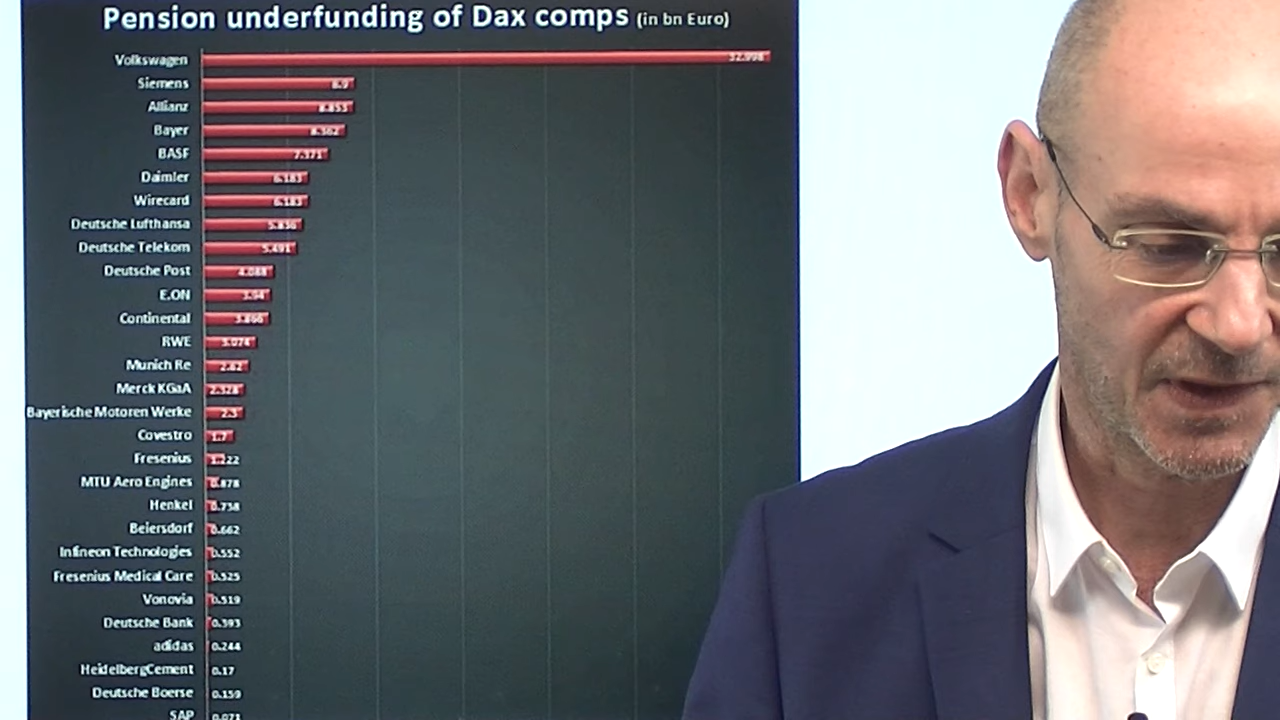 Pension underfunding of Dax comps (in bn Euro)
Volkswagen 32.998
Siemens 8.9
Allianz 8.853
Bayer 8.362
BASF 7.371
Daimler 6.183
Wirecard 6.183
Deutsche Lufthansa 5.836
Deutsche Telekom 5.491
Deutsche Post 4.088
E.ON 3.94
Continental 3.866
RWE 3.074
Munich Re 2.62
Merck KGaA 2.328
Bayerische Motoren Werke 2.3
Covestro 1.7
Fresenius 1.222
MTU Aero Engines 0.878
Henkel 0.738
Beiersdorf 0.662
Infineon Technologies 0.552
Fresenius Medical Care 0.525
Vonovia 0.519
Deutsche Bank 0.393
adidas 0.244
HeidelbergCement 0.17
Deutsche Boerse 0.159
SAP 0.071